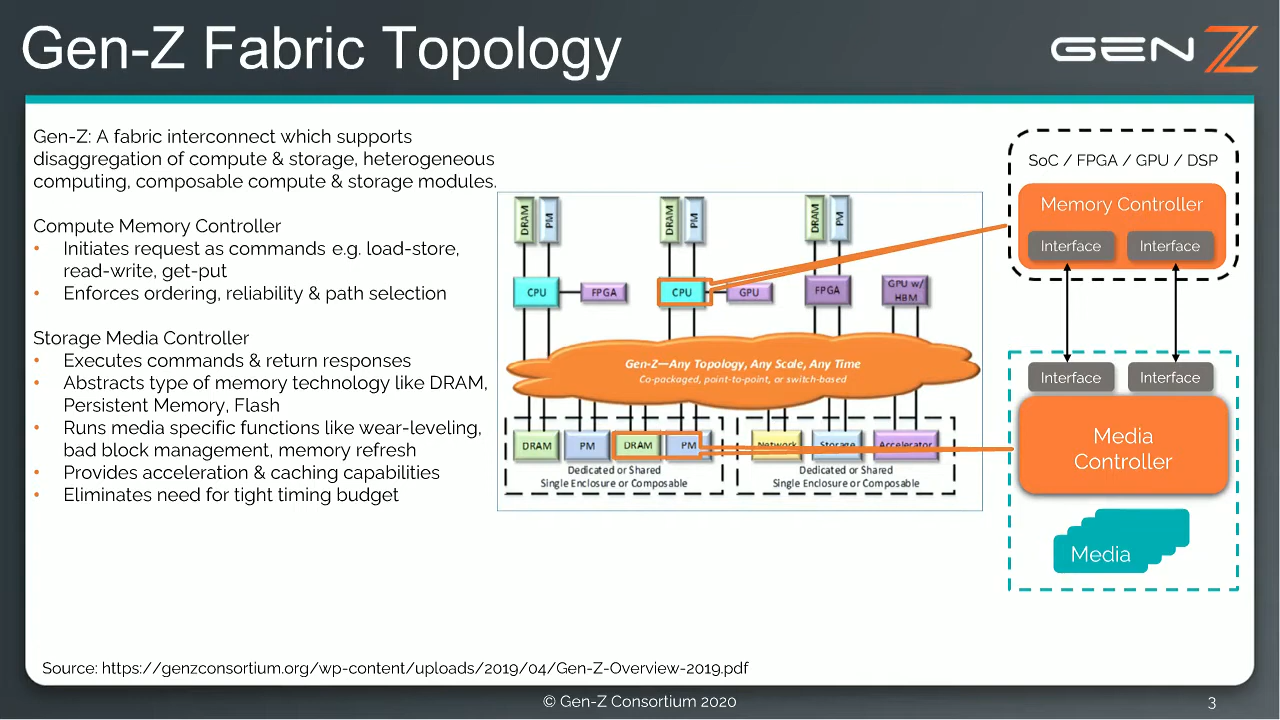 Gen-Z Fabric Topology
GEN Z
Gen-Z: A fabric interconnect which supports
disaggregation of compute & storage, heterogeneous
computing, composable compute & storage modules.
Compute Memory Controller
• Initiates request as commands e.g. load-store,
read-write, get-put
• Enforces ordering, reliability & path selection
Storage Media Controller
• Executes commands & return responses
• Abstracts type of memory technology like DRAM,
Persistent Memory, Flash
• Runs media specific functions like wear-leveling,
bad block management, memory refresh
• Provides acceleration & caching capabilities
• Eliminates need for tight timing budget
DRAM PM DRAM PM DRAM PM
CPU FPGA CPU GPU FPGA GPU w/
HBM
Gen-Z—Any Topology, Any Scale, Any Time
Co-packaged, point-to-point, or switch-based
DRAM PM DRAM PM Network Storage Accelerator
Dedicated or Shared
Single Enclosure or Composable
Dedicated or Shared
Single Enclosure or Composable
SoC / FPGA / GPU / DSP
Memory Controller
Interface Interface
Interface Interface
Media
Controller
Media
Source: https://genzconsortium.org/wp-content/uploads/2019/04/Gen-Z-Overview-2019.pdf
© Gen-Z Consortium 2020
3